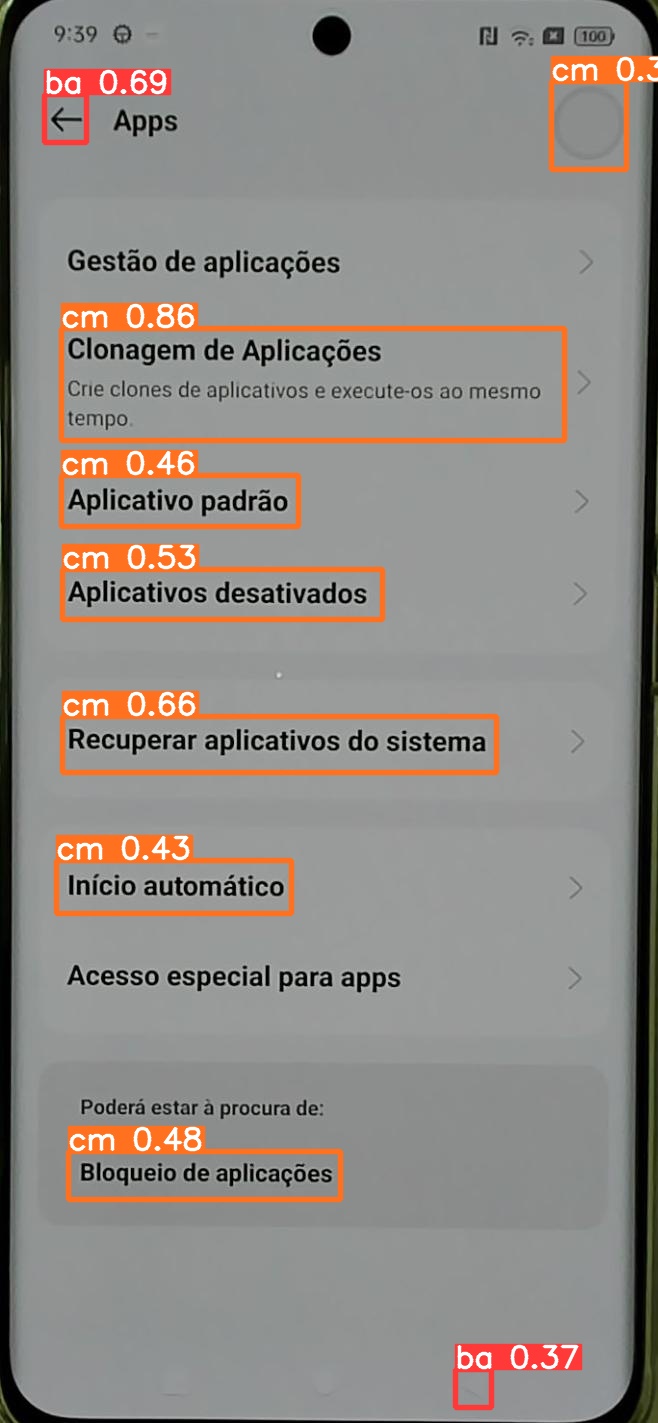 9:39 100
cm 0.3
ba 0.69
Apps
Gestão de aplicações
cm 0.86
Clonagem de Aplicações
Crie clones de aplicativos e execute-os ao mesmo
tempo.
cm 0.46
Aplicativo padrão
cm 0.53
Aplicativos desativados
cm 0.66
Recuperar aplicativos do sistema
cm 0.43
Início automático
Acesso especial para apps
Poderá estar à procura de:
cm 0.48
Bloqueio de aplicações
ba 0.37